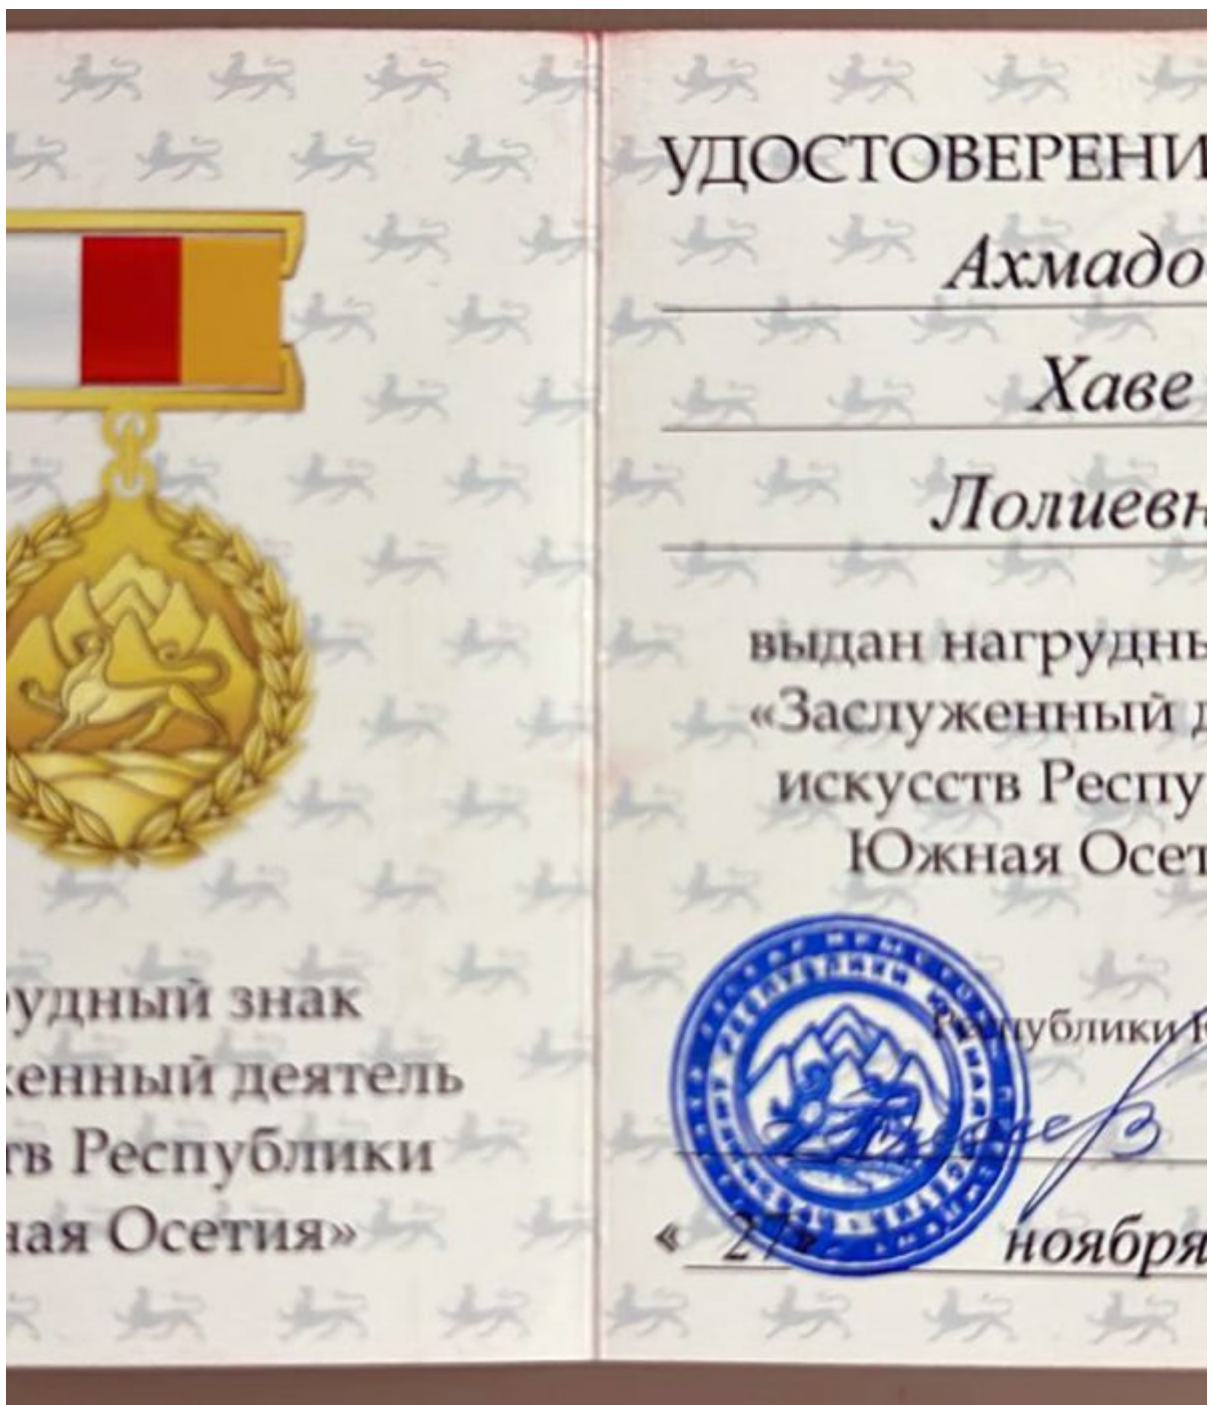 рудный знак
женный деятель
тв Республики
ная Осетия»
УДОСТОВЕРЕНИ
Ахмадо
Хаве
Лолиевн
выдан нагрудны
«Заслуженный д
искусств Респу
Южная Осет
Республики Ю
« 27»
ноября